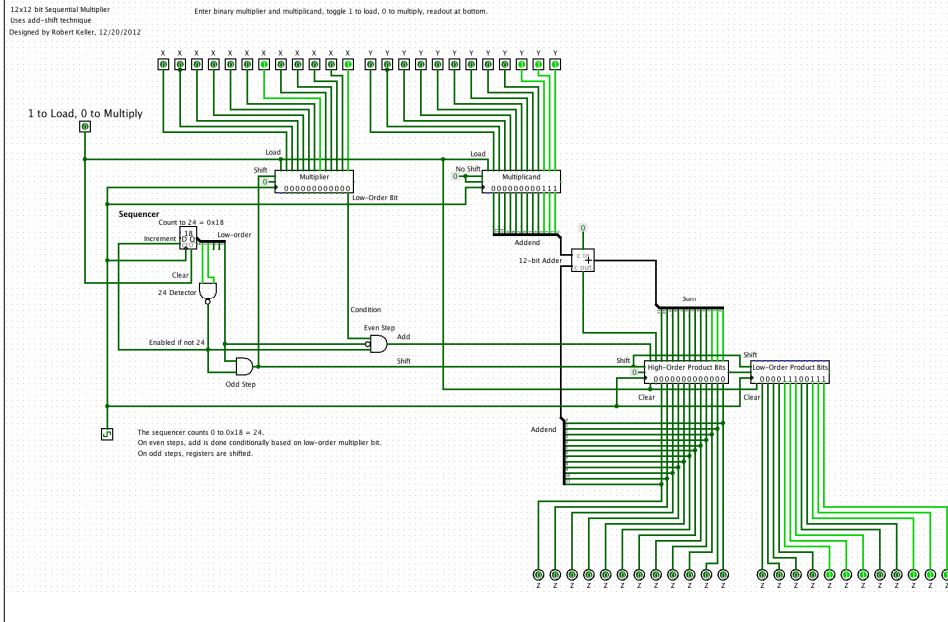 12x12 bit Sequential Multiplier
Uses add-shift technique
Designed by Robert Keller, 12/20/2012
Enter binary multiplier and multiplicand, toggle 1 to load, 0 to multiply, readout at bottom.
X X X X X X X X X X X X
Y Y Y Y Y Y Y Y Y Y Y Y
1 to Load, 0 to Multiply
Load
Load
Shift
0
Multiplier
000000000000
No Shift
0
Multiplicand
000000000111
Low-Order Bit
Sequencer
Count to 24 = 0x18
Increment
18
D Q
Low-order
Clear
24 Detector
Addend
0
12-bit Adder
c in
+
c out
Sum
Condition
Even Step
Add
Enabled if not 24
Shift
Odd Step
Shift
0
High-Order Product Bits
0000000000000
Shift
Low-Order Product Bits
000011100111
Clear
Clear
Addend
The sequencer counts 0 to 0x18 = 24.
On even steps, add is done conditionally based on low-order multiplier bit.
On odd steps, registers are shifted.
Z Z Z Z Z Z Z Z Z Z Z Z Z Z Z Z Z Z Z Z Z Z Z Z